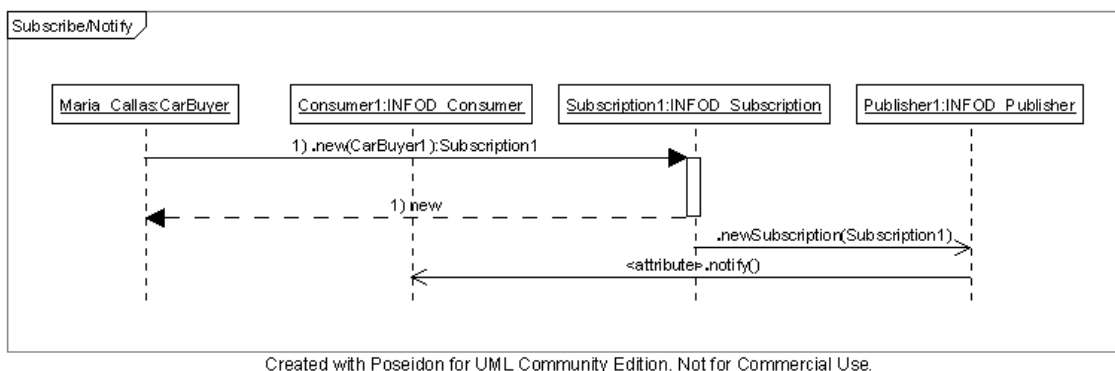 Subscribe/Notify
Maria_Callas:CarBuyer
Consumer1:INFOD_Consumer
Subscription1:INFOD_Subscription
Publisher1:INFOD_Publisher
1) .new(CarBuyer1):Subscription1
1) new
.newSubscription(Subscription1)
<attribute>.notify()
Created with Poseidon for UML Community Edition. Not for Commercial Use.